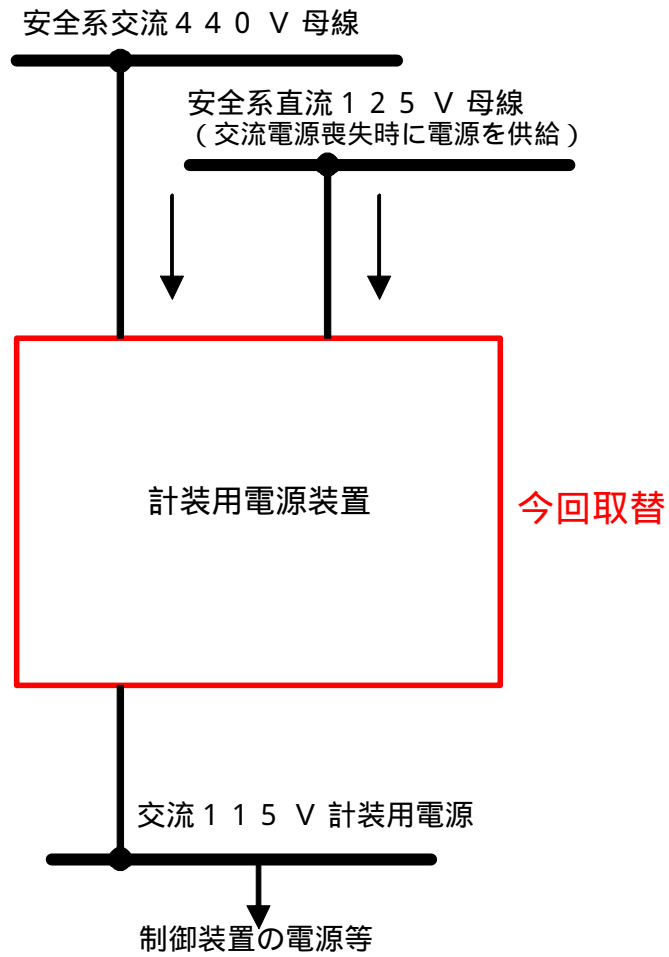 安全系交流４４０ Ｖ 母線
安全系直流１２５ Ｖ 母線
（交流電源喪失時に電源を供給）
計装用電源装置
今回取替
交流１１５ Ｖ 計装用電源
制御装置の電源等